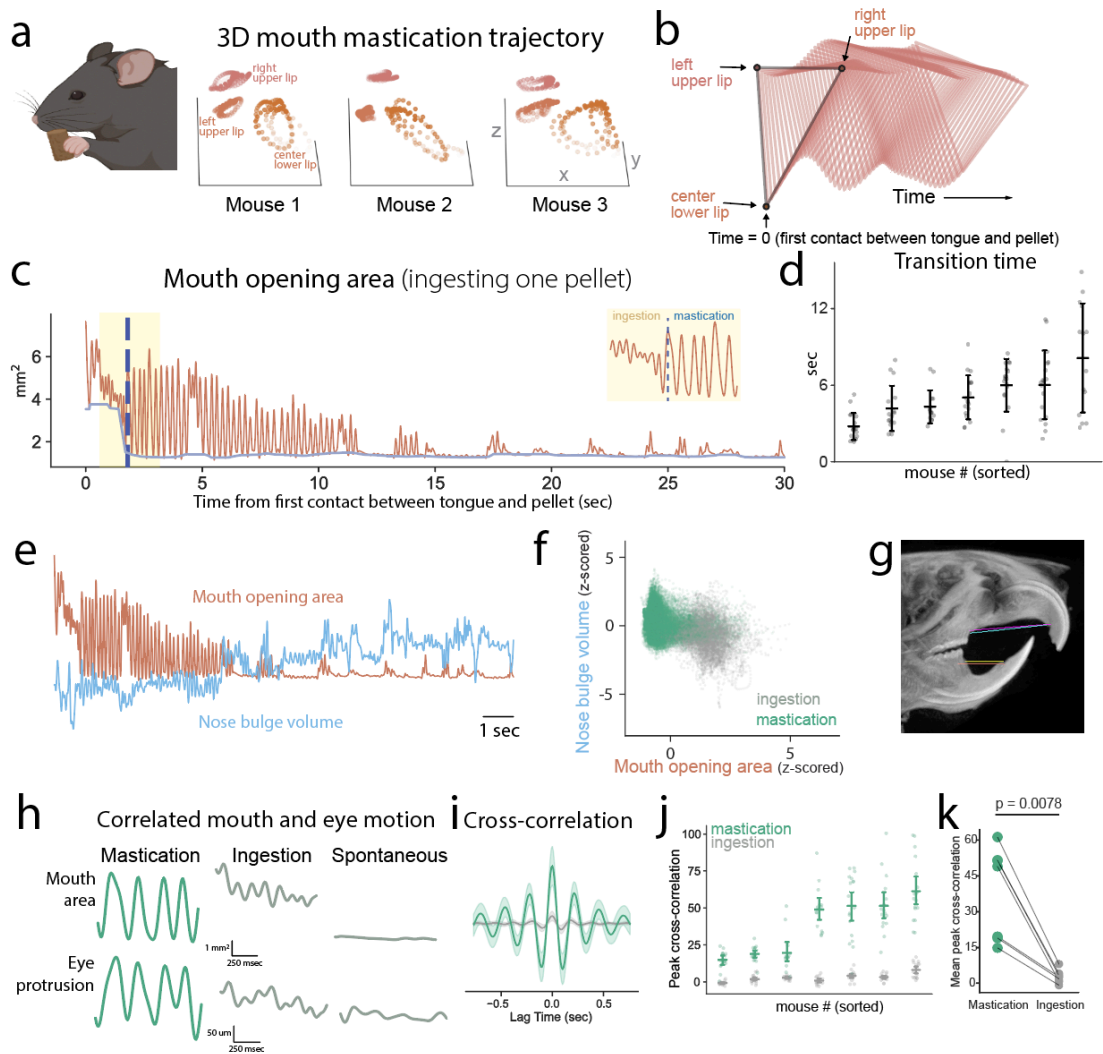 a
3D mouth mastication trajectory
right
upper lip
left
upper lip
center
lower lip
z
y
x
Mouse 1
Mouse 2
Mouse 3
b
right
upper lip
left
upper lip
center
lower lip
Time
Time = 0 (first contact between tongue and pellet)
c
Mouth opening area (ingesting one pellet)
ingestion
mastication
mm²
6
4
2
0
5
10
15
20
25
30
Time from first contact between tongue and pellet (sec)
d
Transition time
sec
12
6
0
mouse # (sorted)
e
Mouth opening area
Nose bulge volume
1 sec
f
Nose bulge volume (z-scored)
5
0
-5
ingestion
mastication
0
5
Mouth opening area (z-scored)
g
h
Correlated mouth and eye motion
Mastication
Ingestion
Spontaneous
Mouth
area
1 mm²
250 msec
Eye
protrusion
50 um
250 msec
i
Cross-correlation
−0.5
0.0
0.5
Lag Time (sec)
j
mastication
ingestion
Peak cross-correlation
100
75
50
25
0
mouse # (sorted)
k
p = 0.0078
Mean peak cross-correlation
60
45
30
15
0
Mastication
Ingestion